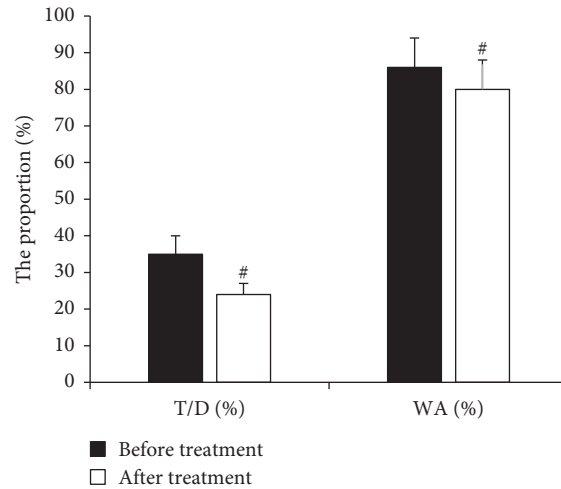 The proportion (%)
100
90
80
70
60
50
40
30
20
10
0
#
#
T/D (%)
WA (%)
Before treatment
After treatment